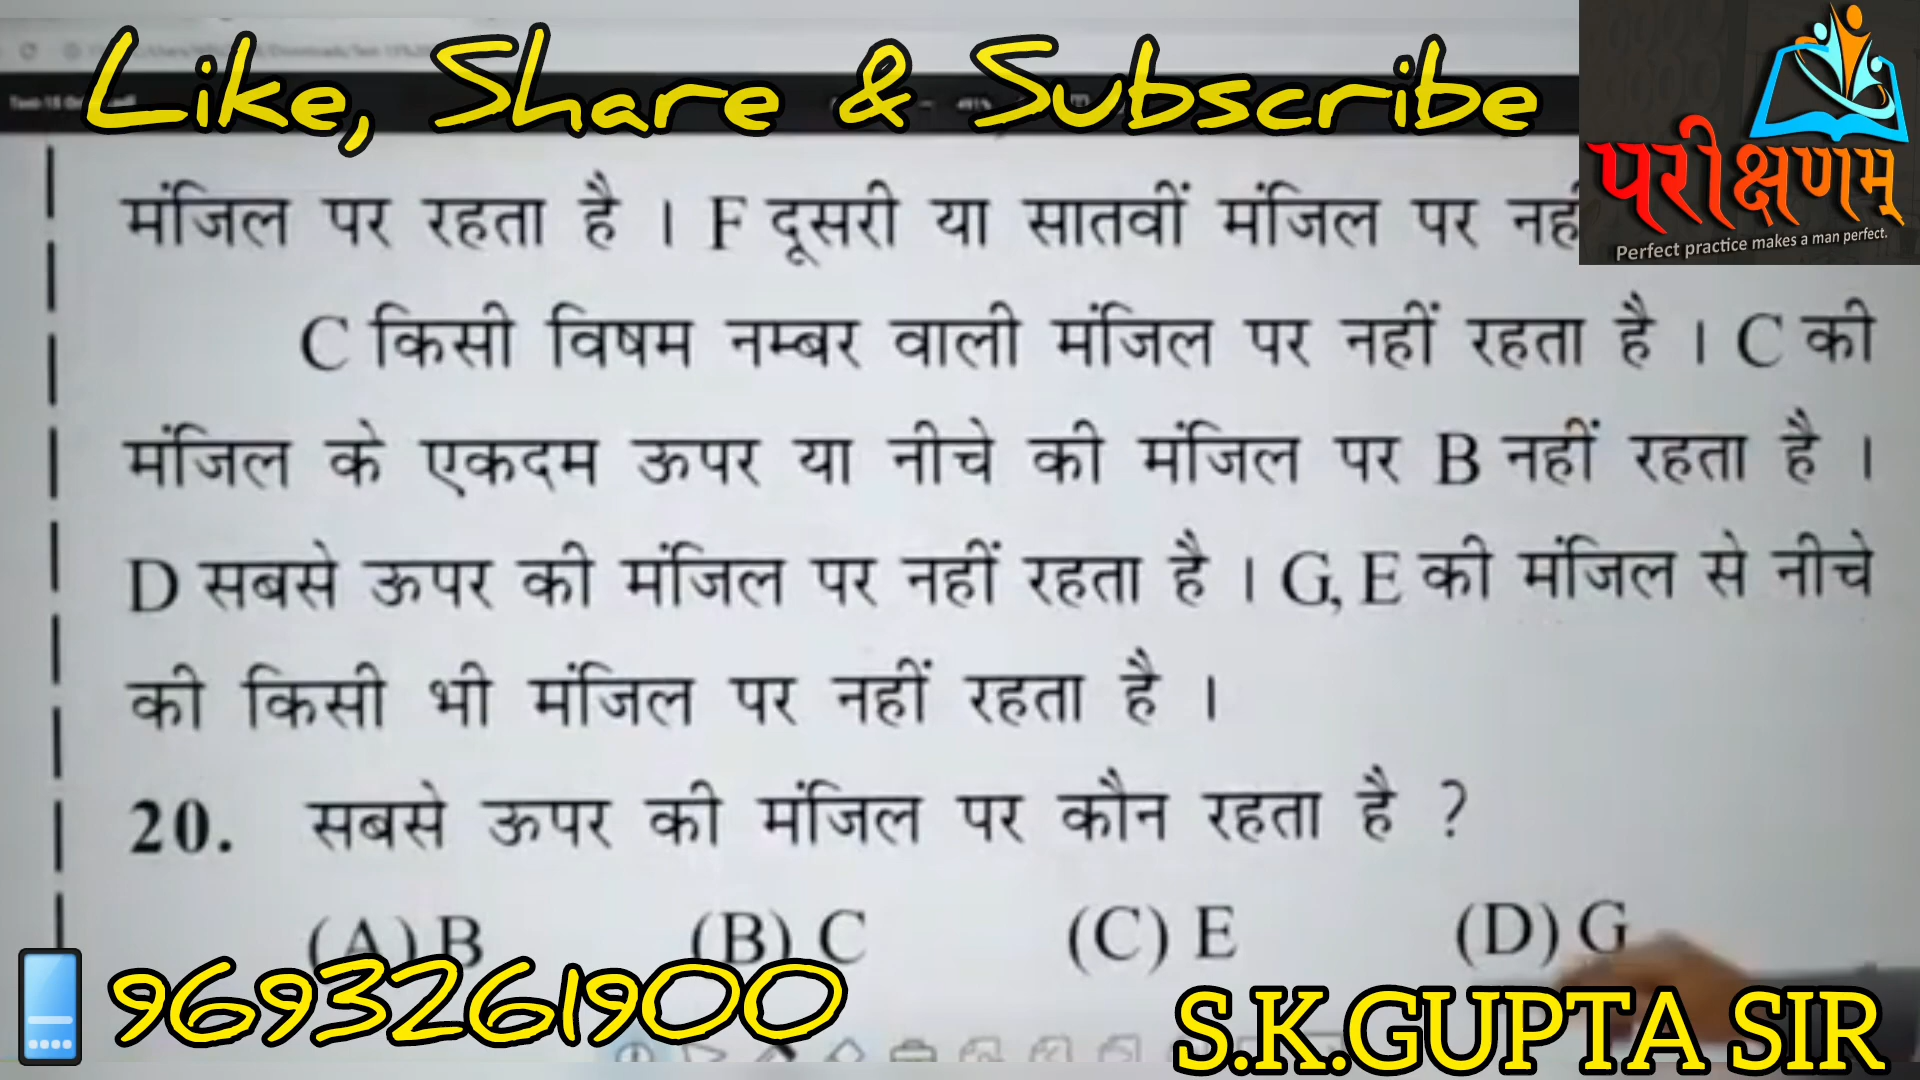 Like, Share & Subscribe
परीक्षणम्
Perfect practice makes a man perfect.
मंजिल पर रहता है । F दूसरी या सातवीं मंजिल पर
C किसी विषम नम्बर वाली मंजिल पर नहीं रहता है । C की
मंजिल के एकदम ऊपर या नीचे की मंजिल पर B नहीं रहता है ।
D सबसे ऊपर की मंजिल पर नहीं रहता है । G, E की मंजिल से नीचे
की किसी भी मंजिल पर नहीं रहता है ।
20. सबसे ऊपर की मंजिल पर कौन रहता है ?
(A) B (B) C (C) E (D) G
9693261900
S.K.GUPTA SIR